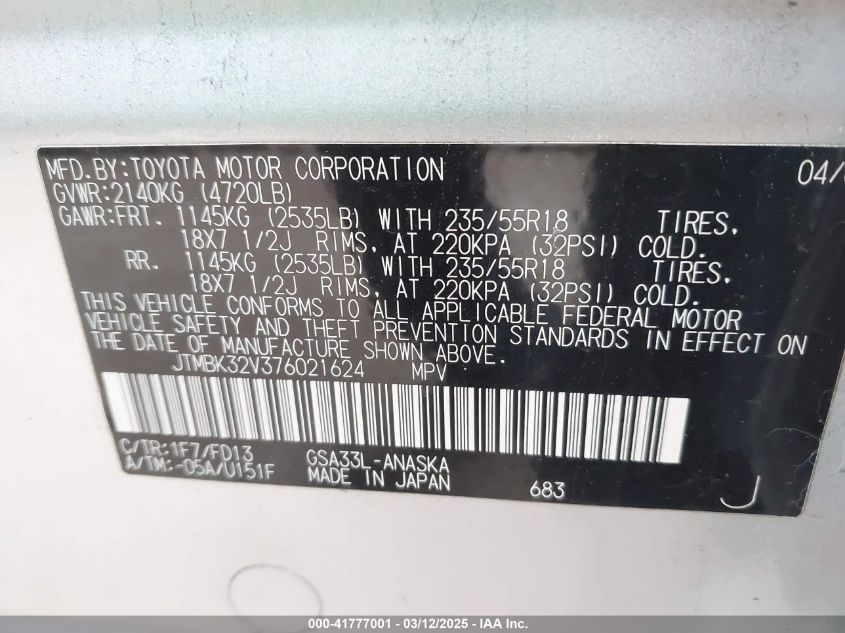 MFD.BY:TOYOTA MOTOR CORPORATION 04/
GVWR:2140KG (4720LB)
GAWR:FRT. 1145KG (2535LB) WITH 235/55R18 TIRES,
18X7 1/2J RIMS, AT 220KPA (32PSI) COLD.
RR. 1145KG (2535LB) WITH 235/55R18 TIRES,
18X7 1/2J RIMS, AT 220KPA (32PSI) COLD.
THIS VEHICLE CONFORMS TO ALL APPLICABLE FEDERAL MOTOR
VEHICLE SAFETY AND THEFT PREVENTION STANDARDS IN EFFECT ON
THE DATE OF MANUFACTURE SHOWN ABOVE.
JTMBK32V376021624 MPV
C/TR:1F7/FD13 GSA33L-ANASKA
A/TM:-05A/U151F MADE IN JAPAN 683 J
000-41777001 - 03/12/2025 - IAA Inc.